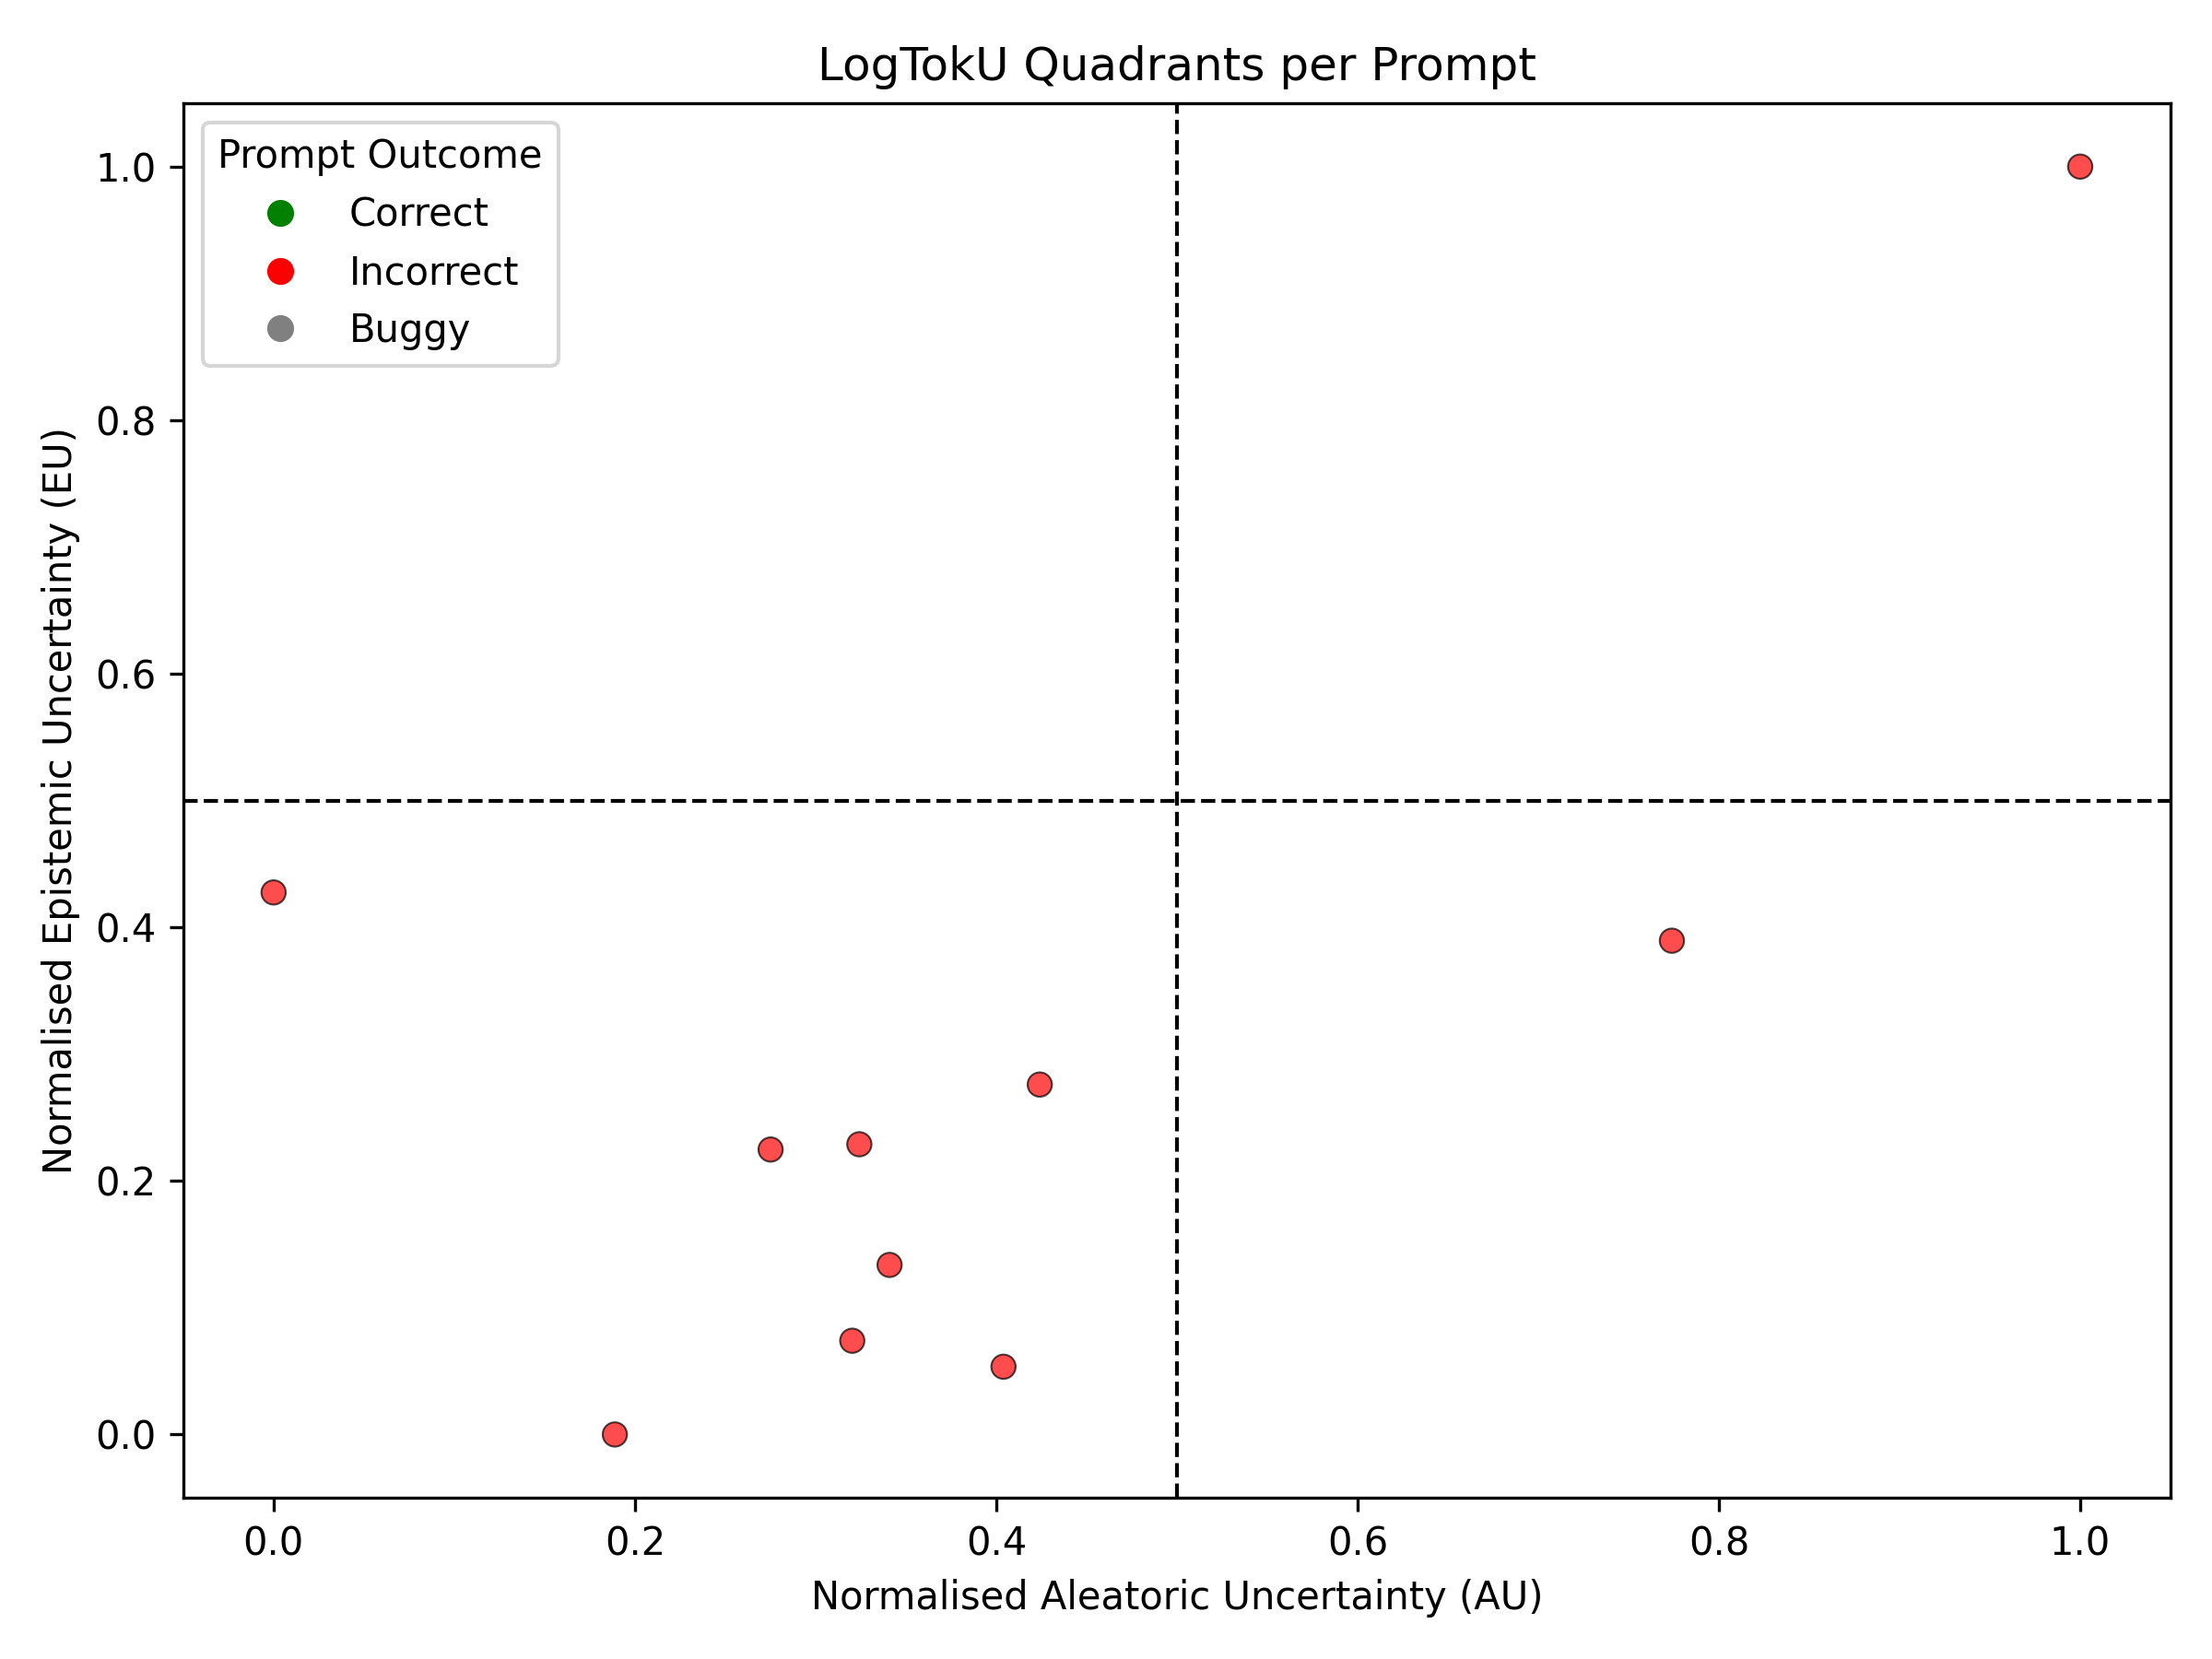 LogTokU Quadrants per Prompt
Prompt Outcome
Correct
Incorrect
Buggy
Normalised Epistemic Uncertainty (EU)
1.0
0.8
0.6
0.4
0.2
0.0
0.0 0.2 0.4 0.6 0.8 1.0
Normalised Aleatoric Uncertainty (AU)